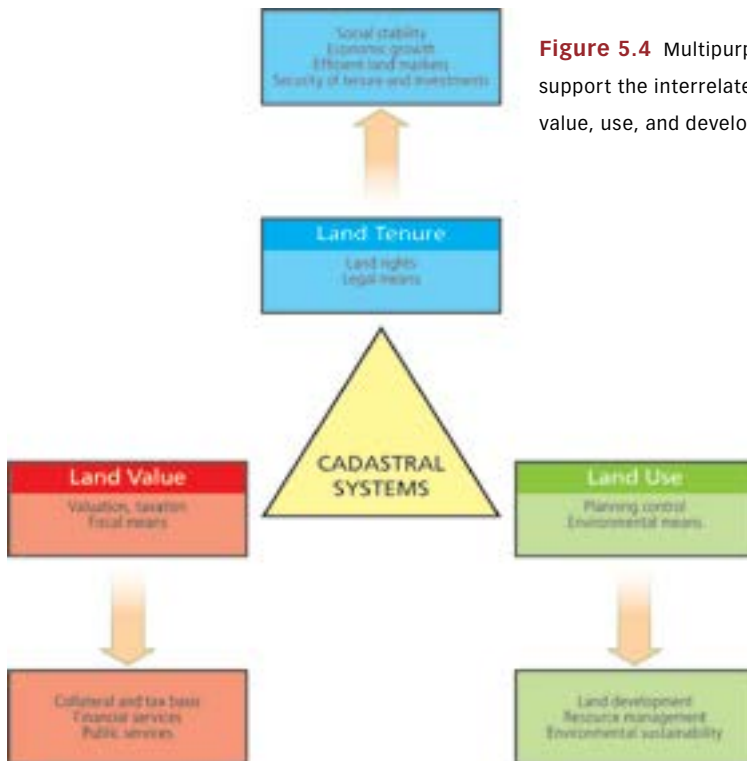 Social stability
Economic growth
Efficient land markets
Security of tenure and investments
Figure 5.4 Multipurp
support the interrelate
value, use, and develo
Land Tenure
Land rights
Legal means
CADASTRAL
SYSTEMS
Land Value
Valuation, taxation
Fiscal means
Land Use
Planning control
Environmental means
Collateral and tax basis
Financial services
Public services
Land development
Resource management
Environmental sustainability